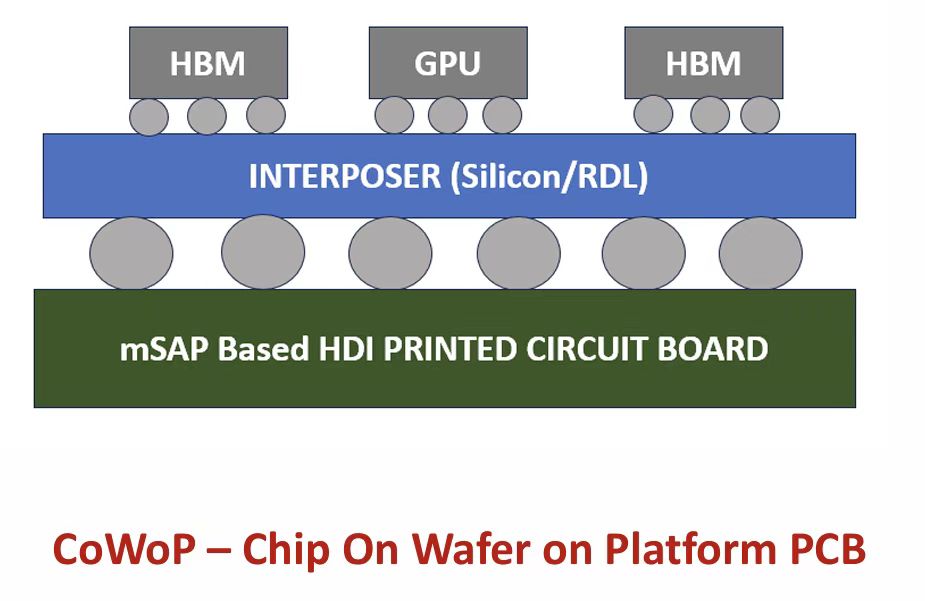 HBM GPU HBM
INTERPOSER (Silicon/RDL)
mSAP Based HDI PRINTED CIRCUIT BOARD
CoWoP – Chip On Wafer on Platform PCB